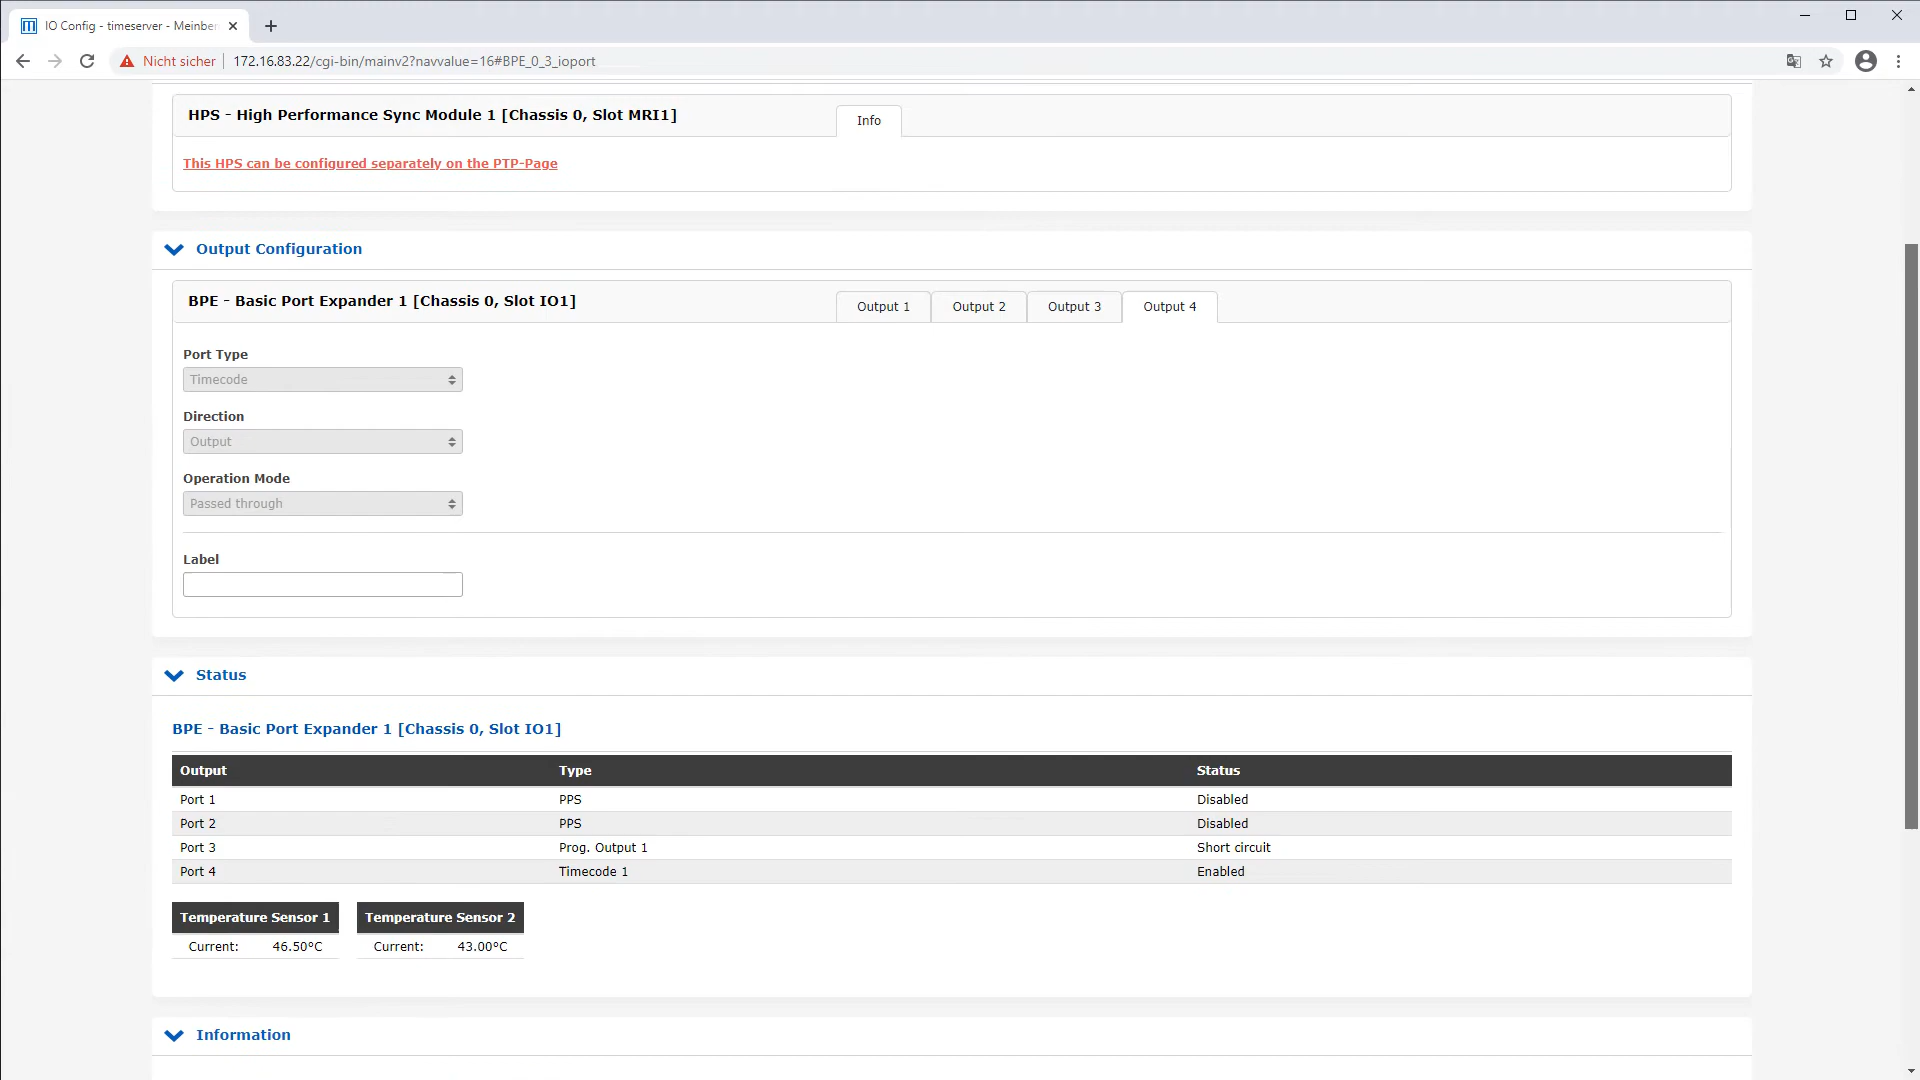 IO Config - timeserver - Meinber
Nicht sicher
172.16.83.22/cgi-bin/mainv2?navvalue=16#BPE_0_3_ioport
HPS - High Performance Sync Module 1 [Chassis 0, Slot MRI1]
Info
This HPS can be configured separately on the PTP-Page
Output Configuration
BPE - Basic Port Expander 1 [Chassis 0, Slot IO1]
Output 1
Output 2
Output 3
Output 4
Port Type
Timecode
Direction
Output
Operation Mode
Passed through
Label
Status
BPE - Basic Port Expander 1 [Chassis 0, Slot IO1]
Output Type Status
Port 1 PPS Disabled
Port 2 PPS Disabled
Port 3 Prog. Output 1 Short circuit
Port 4 Timecode 1 Enabled
Temperature Sensor 1 Temperature Sensor 2
Current: 46.50°C Current: 43.00°C
Information